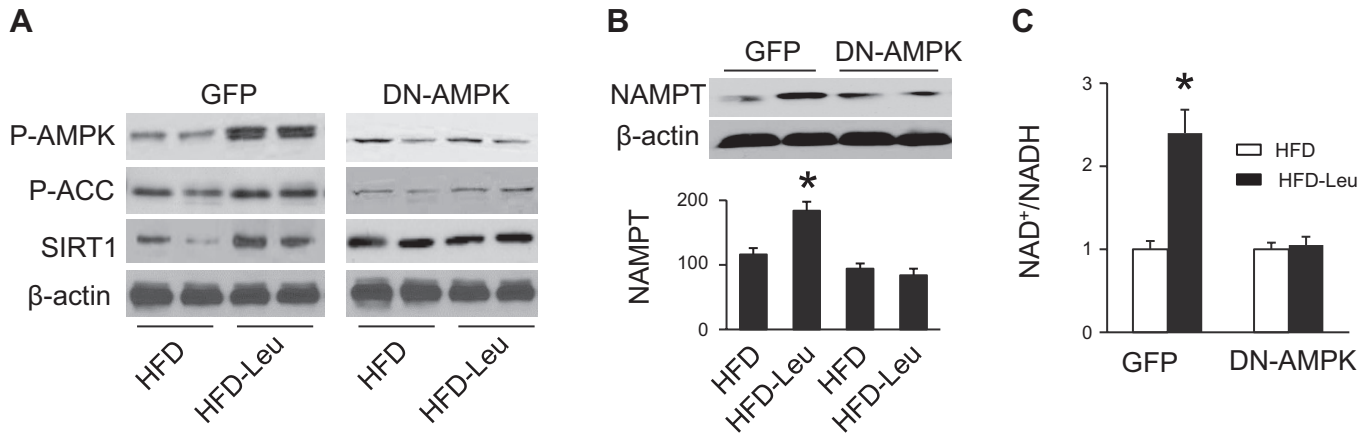 A
GFP DN-AMPK
P-AMPK
P-ACC
SIRT1
β-actin
HFD HFD-Leu HFD HFD-Leu
B
GFP DN-AMPK
NAMPT
β-actin
*
200
100
0
NAMPT
HFD HFD-Leu HFD HFD-Leu
C
3
2
1
0
NAD⁺/NADH
*
HFD
HFD-Leu
GFP DN-AMPK